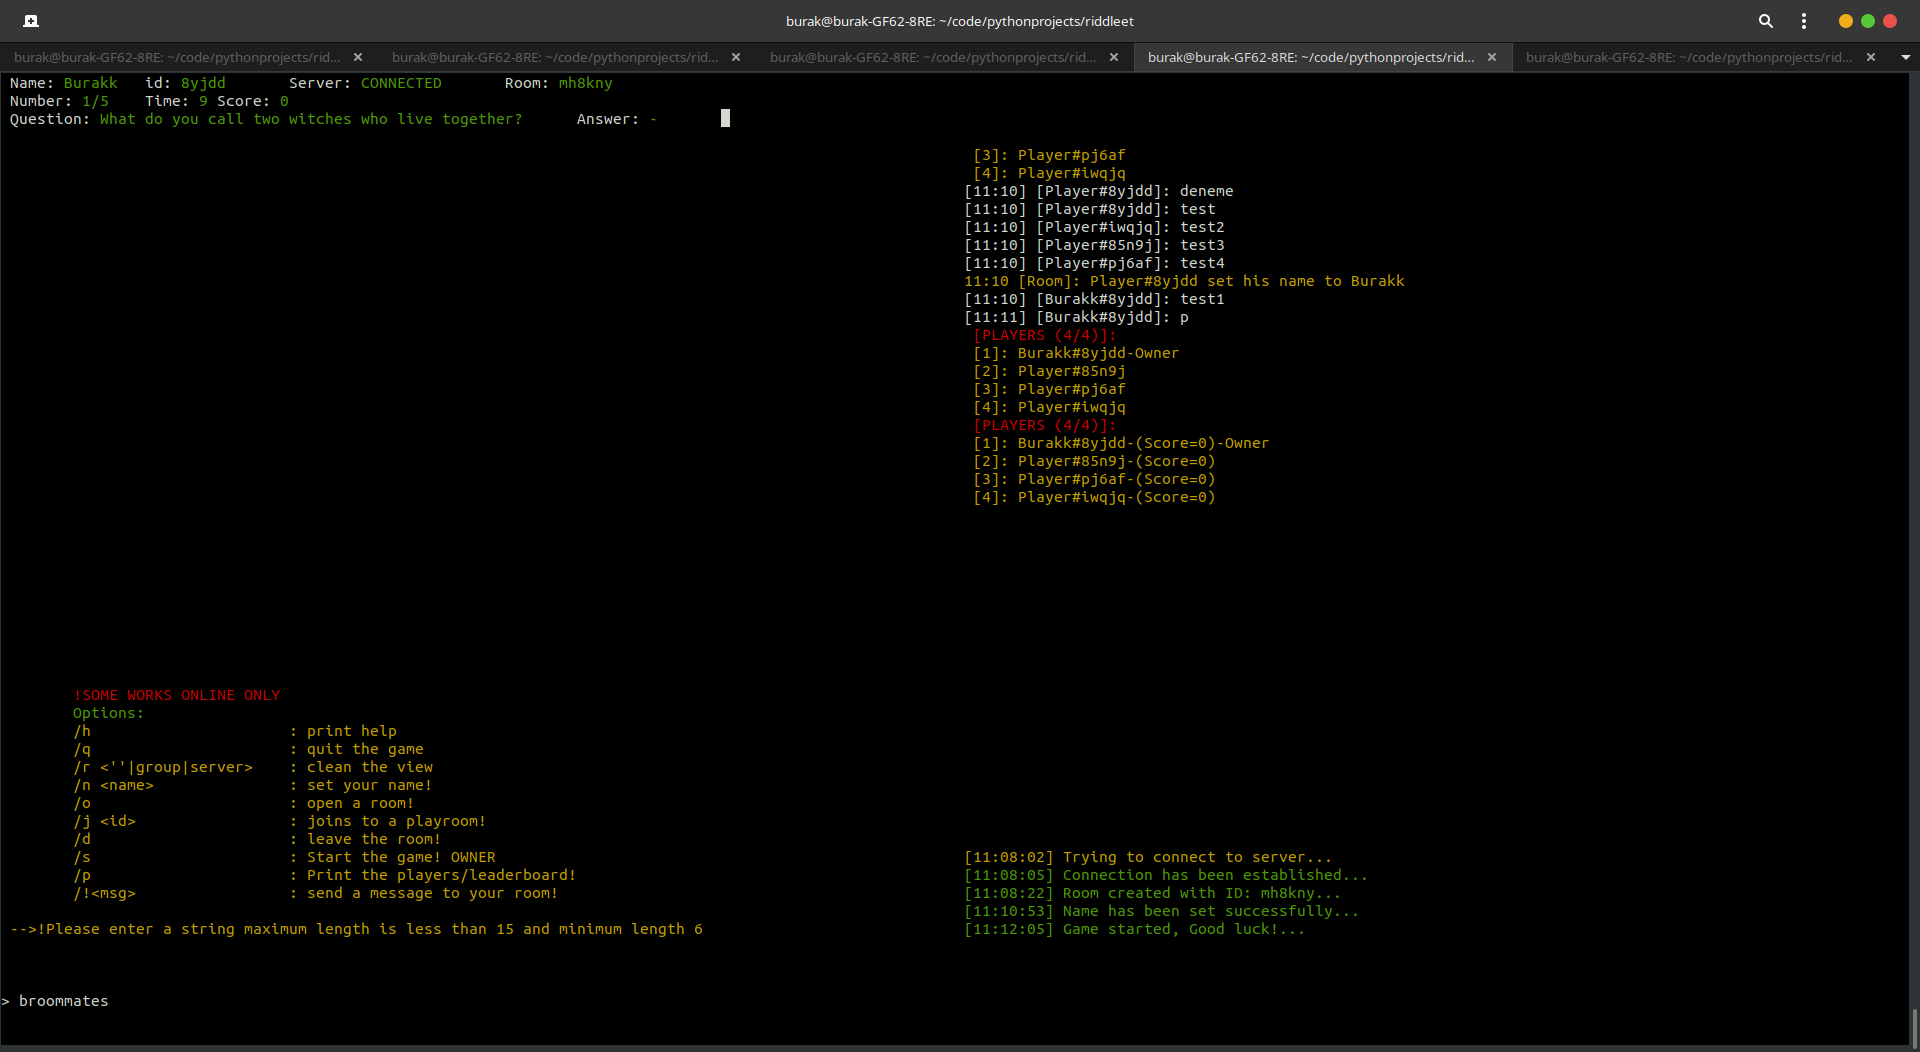 burak@burak-GF62-8RE: ~/code/pythonprojects/riddleet
burak@burak-GF62-8RE: ~/code/pythonprojects/rid... burak@burak-GF62-8RE: ~/code/pythonprojects/rid... burak@burak-GF62-8RE: ~/code/pythonprojects/rid... burak@burak-GF62-8RE: ~/code/pythonprojects/rid... burak@burak-GF62-8RE: ~/code/pythonprojects/rid...
Name: Burakk id: 8yjdd Server: CONNECTED Room: mh8kny
Number: 1/5 Time: 9 Score: 0
Question: What do you call two witches who live together? Answer: -
[3]: Player#pj6af
[4]: Player#iwqjq
[11:10] [Player#8yjdd]: deneme
[11:10] [Player#8yjdd]: test
[11:10] [Player#iwqjq]: test2
[11:10] [Player#85n9j]: test3
[11:10] [Player#pj6af]: test4
11:10 [Room]: Player#8yjdd set his name to Burakk
[11:10] [Burakk#8yjdd]: test1
[11:11] [Burakk#8yjdd]: p
[PLAYERS (4/4)]:
[1]: Burakk#8yjdd-Owner
[2]: Player#85n9j
[3]: Player#pj6af
[4]: Player#iwqjq
[PLAYERS (4/4)]:
[1]: Burakk#8yjdd-(Score=0)-Owner
[2]: Player#85n9j-(Score=0)
[3]: Player#pj6af-(Score=0)
[4]: Player#iwqjq-(Score=0)
!SOME WORKS ONLINE ONLY
Options:
/h : print help
/q : quit the game
/r <''|group|server> : clean the view
/n <name> : set your name!
/o : open a room!
/j <id> : joins to a playroom!
/d : leave the room!
/s : Start the game! OWNER
/p : Print the players/leaderboard!
/!<msg> : send a message to your room!
-->!Please enter a string maximum length is less than 15 and minimum length 6
[11:08:02] Trying to connect to server...
[11:08:05] Connection has been established...
[11:08:22] Room created with ID: mh8kny...
[11:10:53] Name has been set successfully...
[11:12:05] Game started, Good luck!...
> broommates